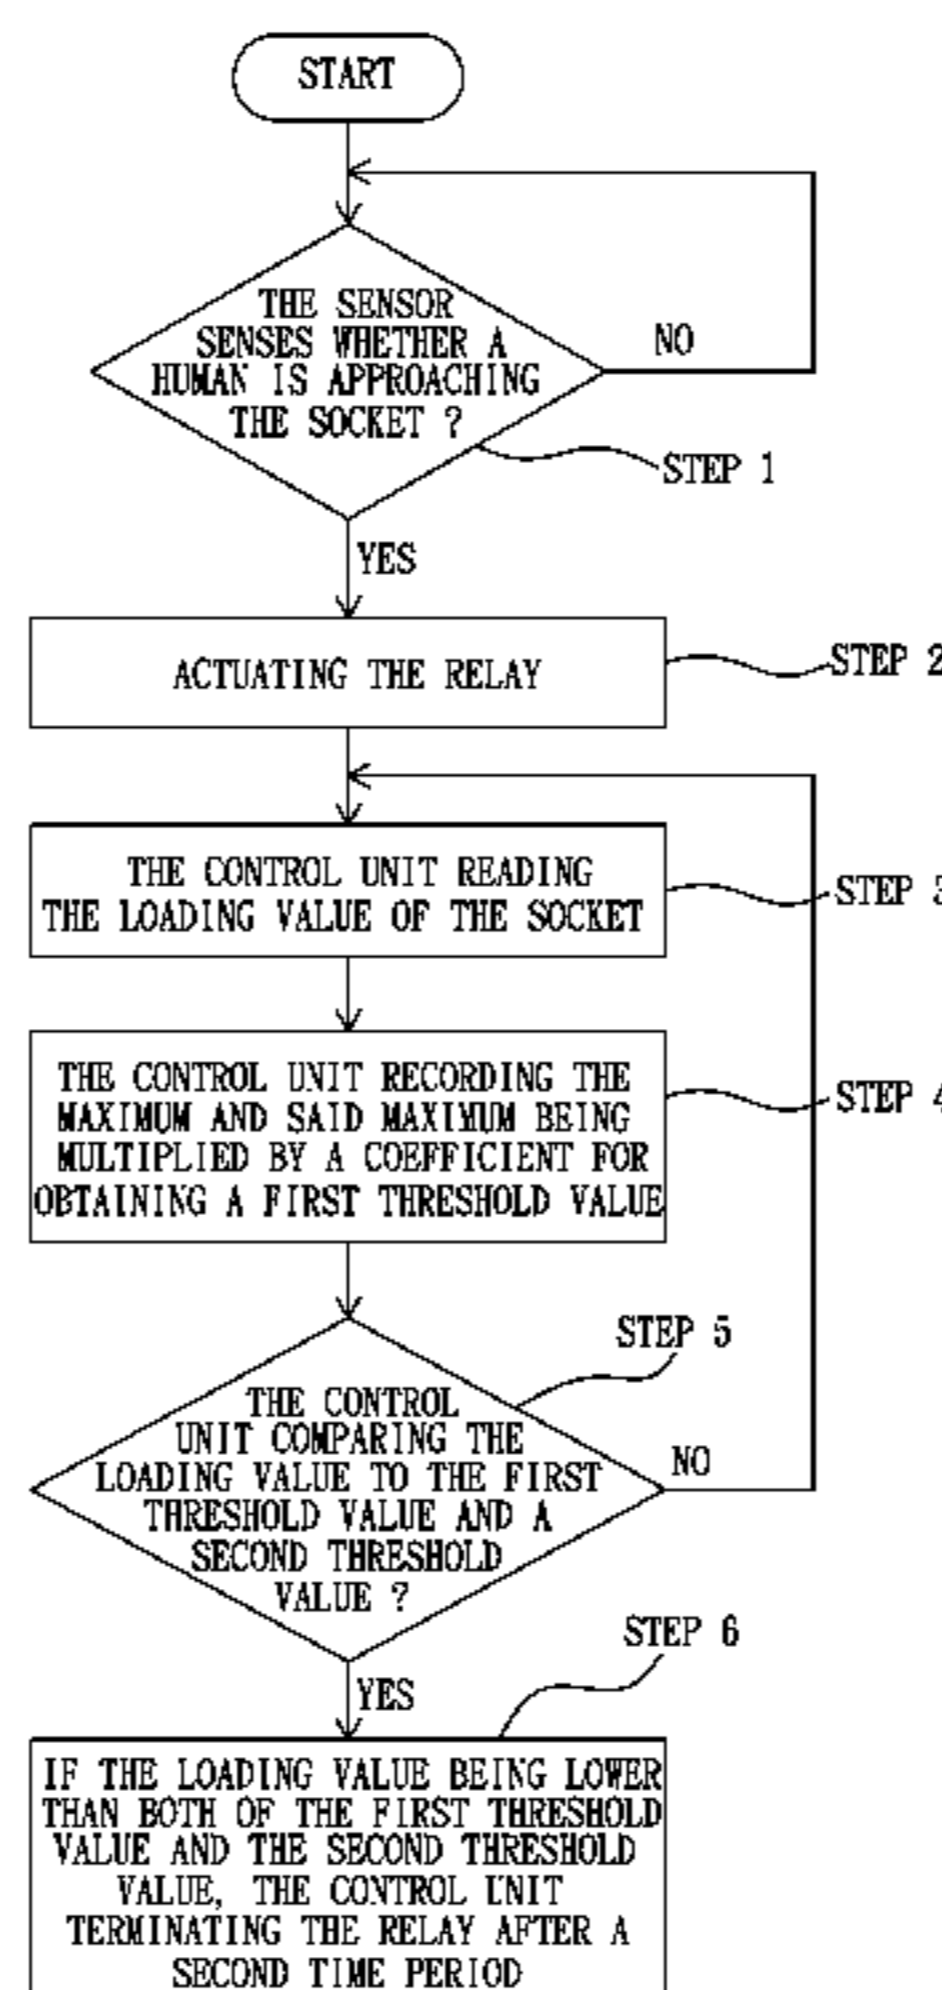 START
THE SENSOR
SENSES WHETHER A
HUMAN IS APPROACHING
THE SOCKET ?
NO
STEP 1
YES
ACTUATING THE RELAY
STEP 2
THE CONTROL UNIT READING
THE LOADING VALUE OF THE SOCKET
STEP 3
THE CONTROL UNIT RECORDING THE
MAXIMUM AND SAID MAXIMUM BEING
MULTIPLIED BY A COEFFICIENT FOR
OBTAINING A FIRST THRESHOLD VALUE
STEP 4
STEP 5
THE CONTROL
UNIT COMPARING THE
LOADING VALUE TO THE FIRST
THRESHOLD VALUE AND A
SECOND THRESHOLD
VALUE ?
NO
YES
STEP 6
IF THE LOADING VALUE BEING LOWER
THAN BOTH OF THE FIRST THRESHOLD
VALUE AND THE SECOND THRESHOLD
VALUE, THE CONTROL UNIT
TERMINATING THE RELAY AFTER A
SECOND TIME PERIOD